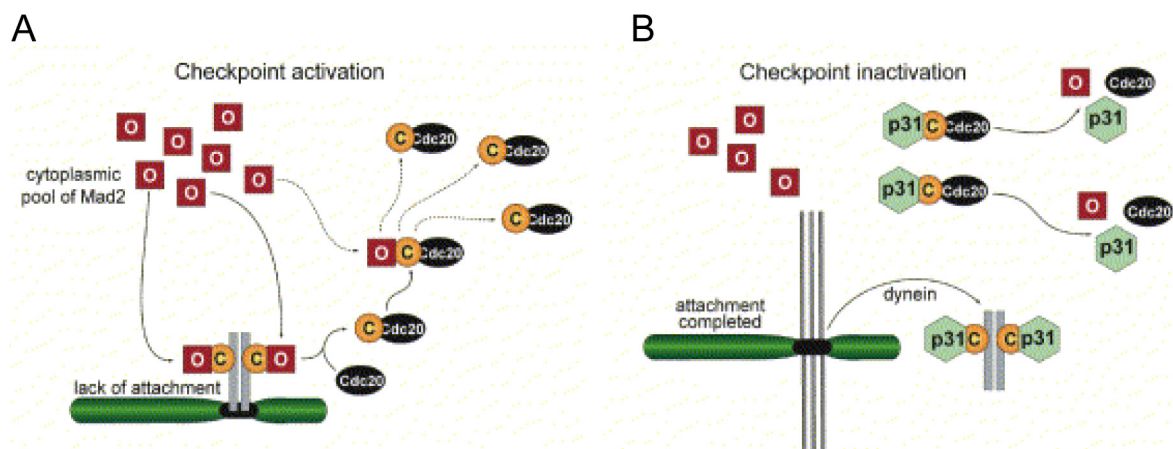 A
Checkpoint activation
O
O
O
O
O
O
O
cytoplasmic
pool of Mad2
C Cdc20
C Cdc20
C Cdc20
O C Cdc20
C Cdc20
O C C O
Cdc20
lack of attachment
B
Checkpoint inactivation
O
O
O
O
p31 C Cdc20
O Cdc20
p31
p31 C Cdc20
O Cdc20
p31
attachment
completed
dynein
p31 C C p31